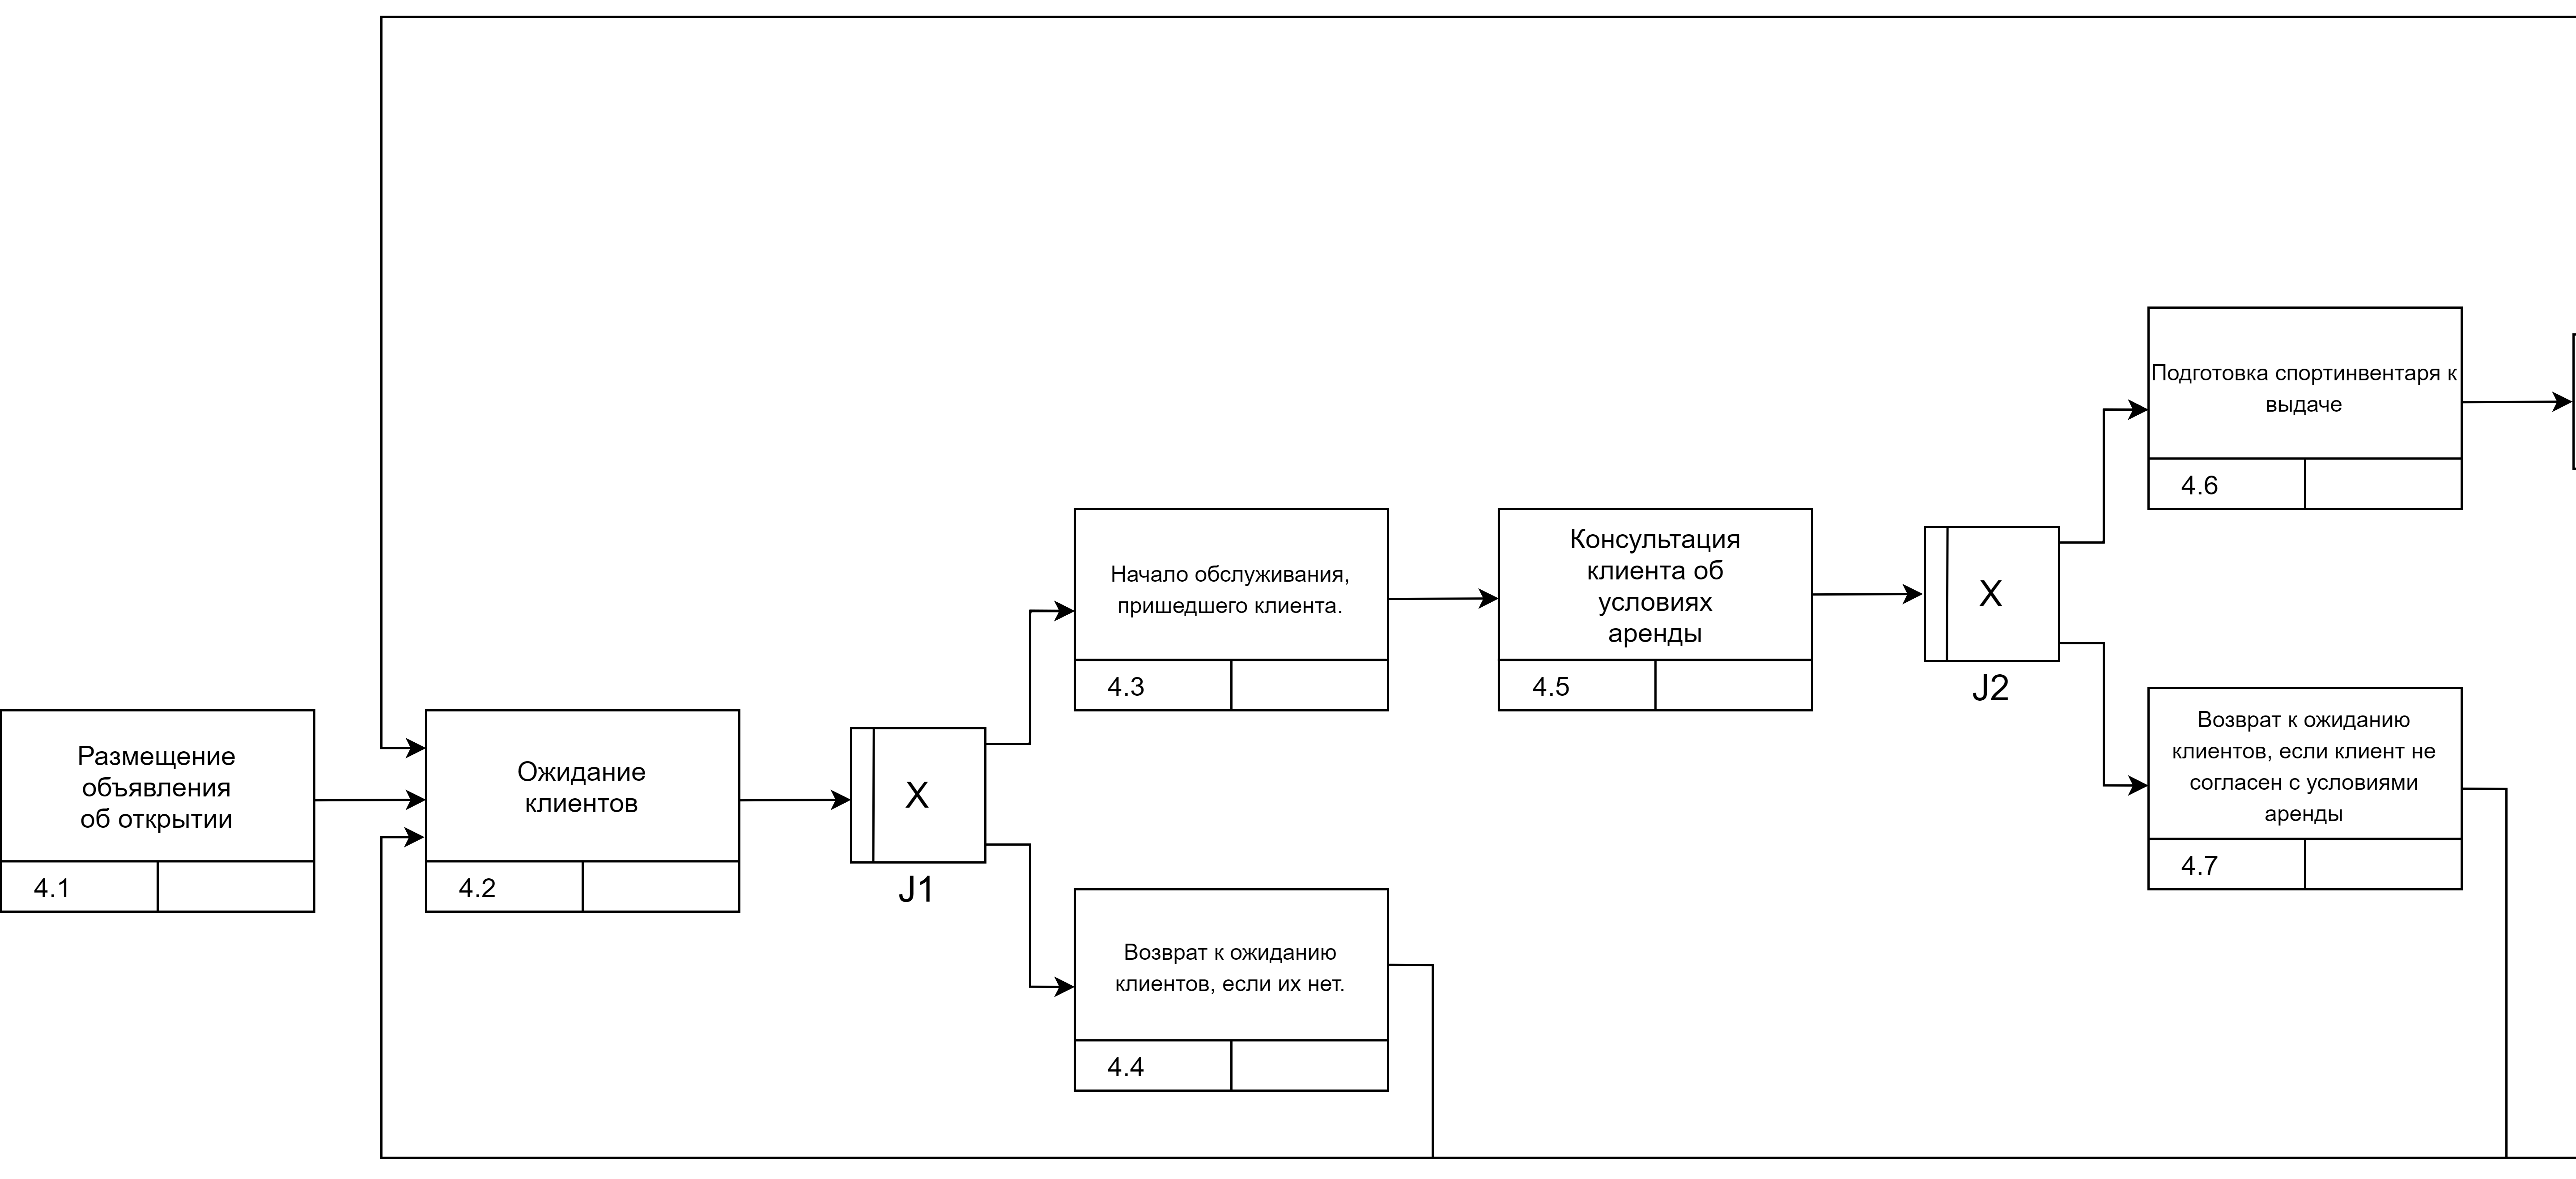 Размещение
объявления
об открытии
4.1
Ожидание
клиентов
4.2
X
J1
Начало обслуживания,
пришедшего клиента.
4.3
Возврат к ожиданию
клиентов, если их нет.
4.4
Консультация
клиента об
условиях
аренды
4.5
X
J2
Подготовка спортинвентаря к
выдаче
4.6
Возврат к ожиданию
клиентов, если клиент не
согласен с условиями
аренды
4.7